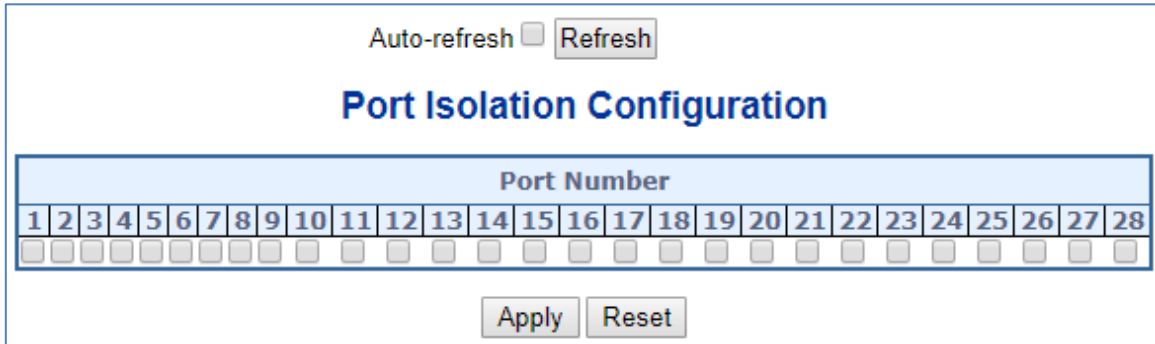 Auto-refresh Refresh
Port Isolation Configuration
Port Number
1 2 3 4 5 6 7 8 9 10 11 12 13 14 15 16 17 18 19 20 21 22 23 24 25 26 27 28
Apply Reset